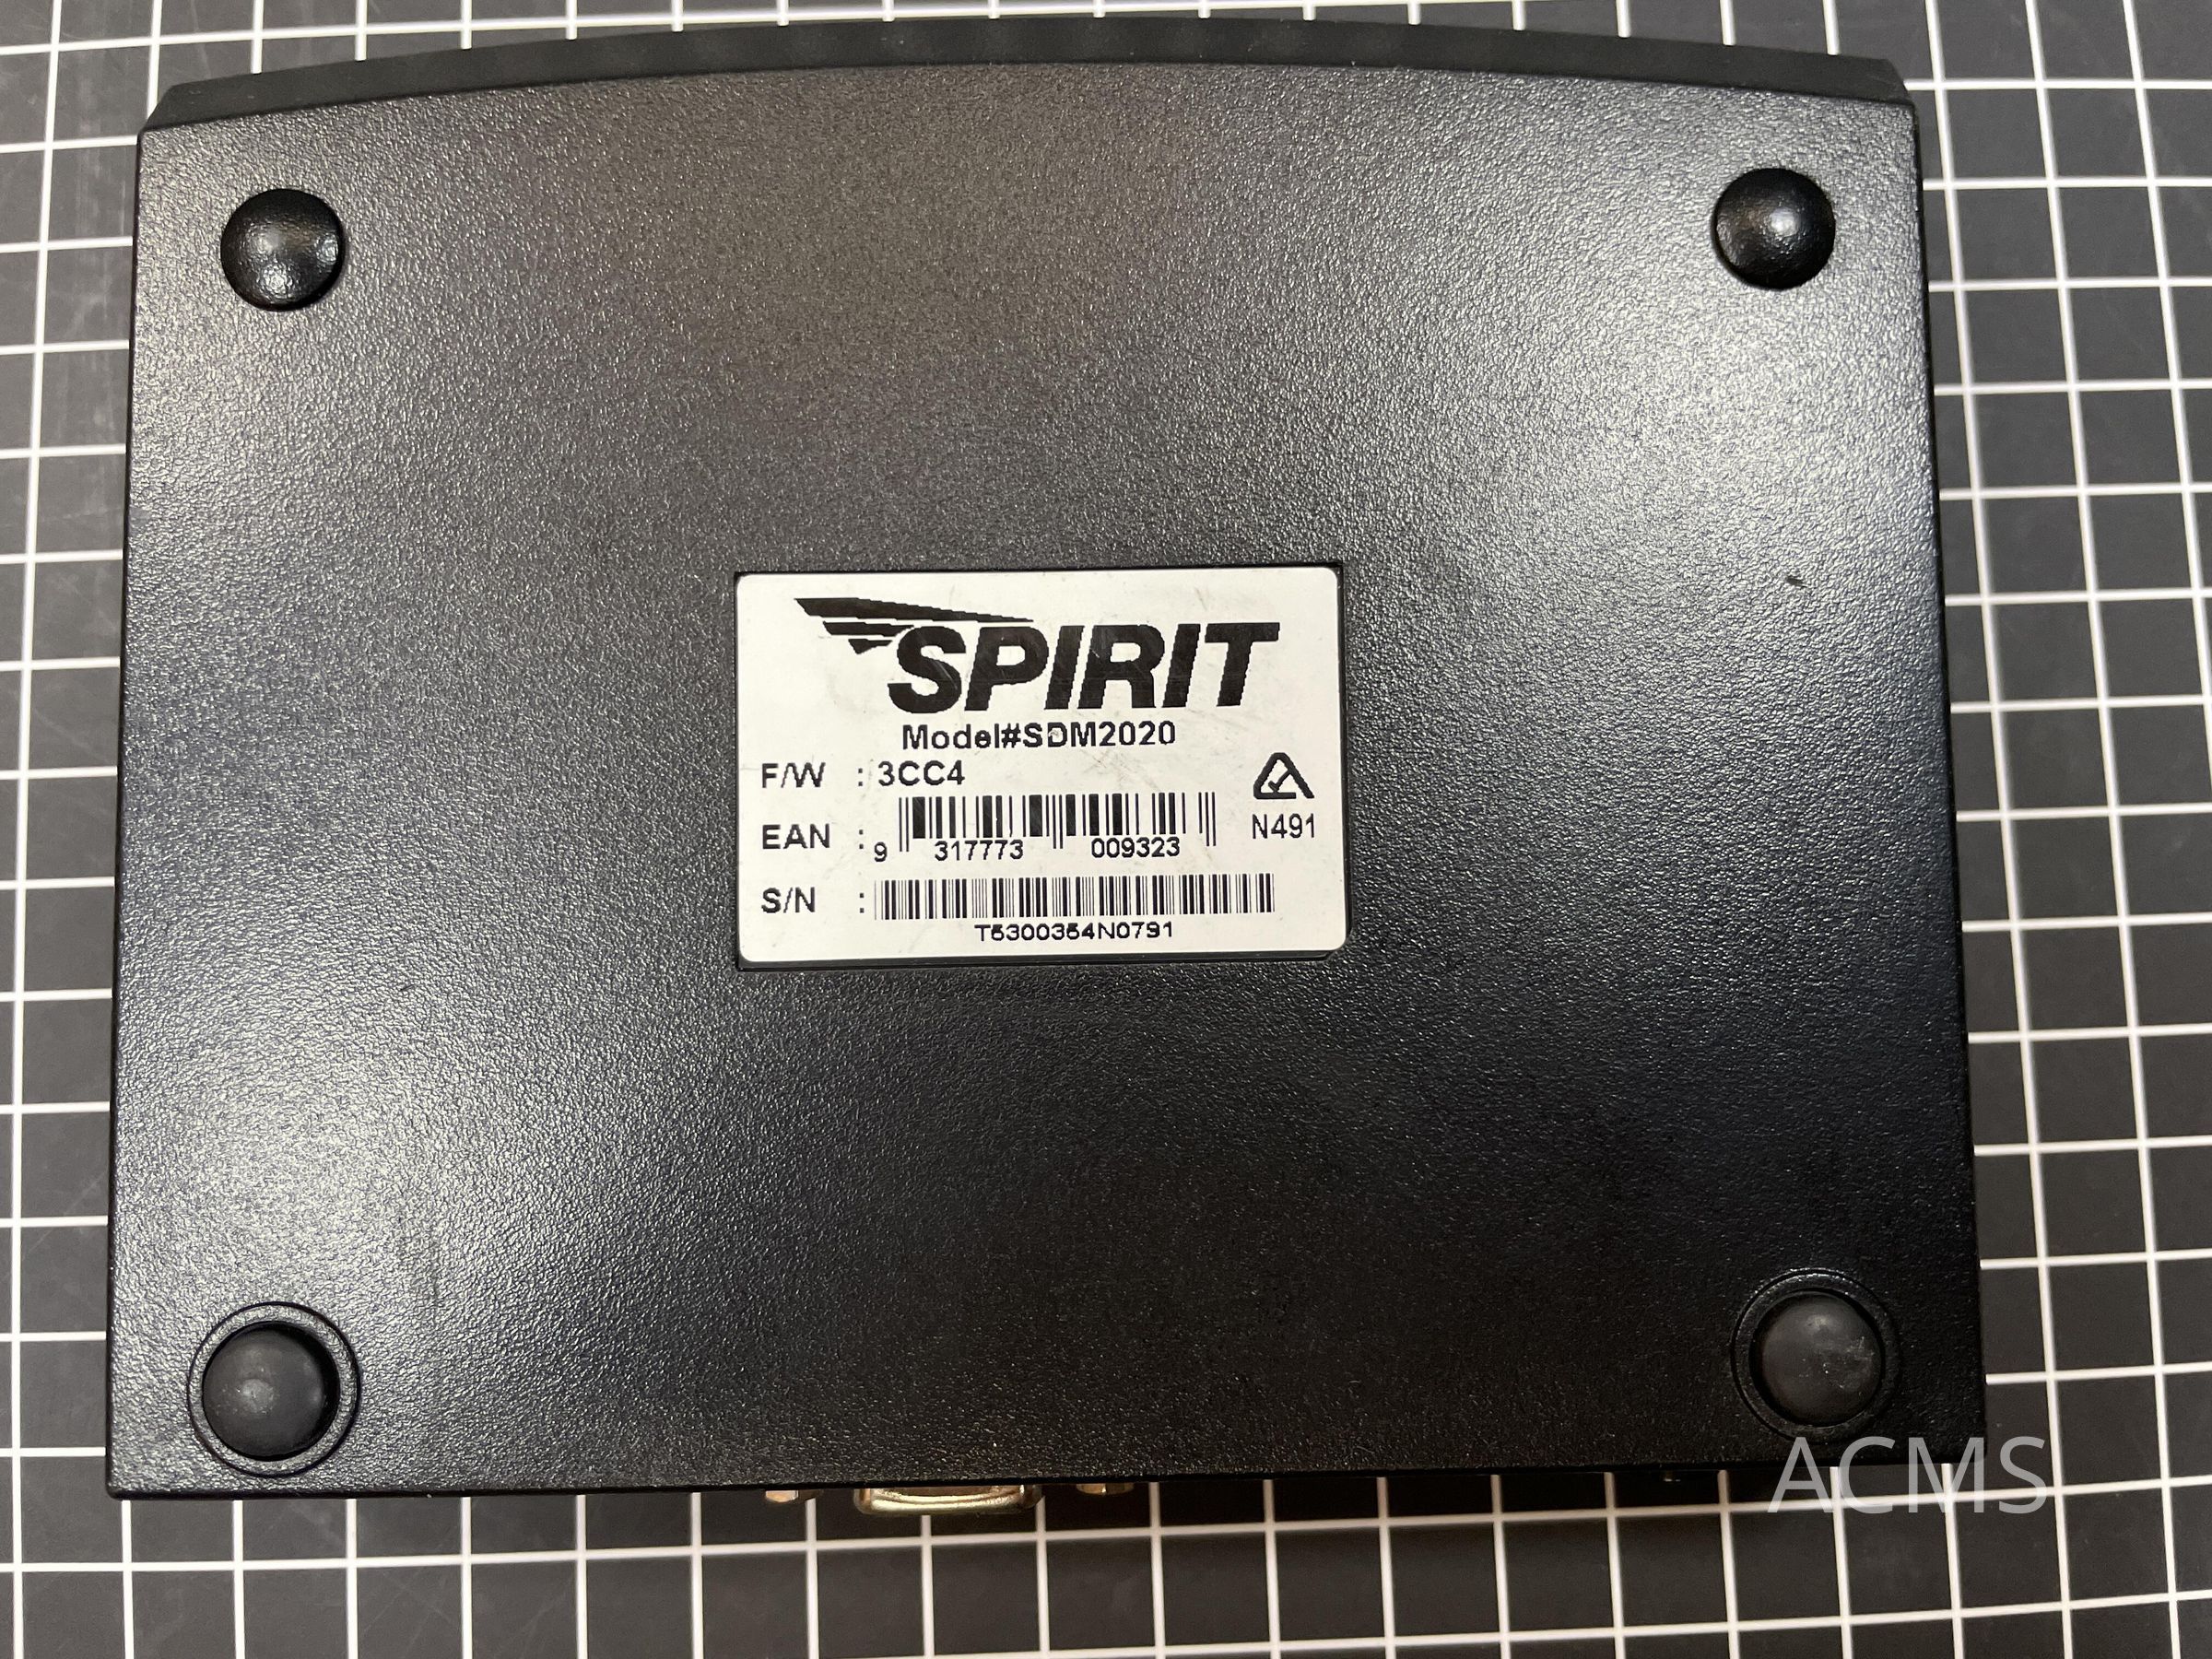 SPIRIT
Model#SDM2020
F/W : 3CC4
N491
EAN : 9 317773 009323
S/N :
T5300354N0791
ACMS